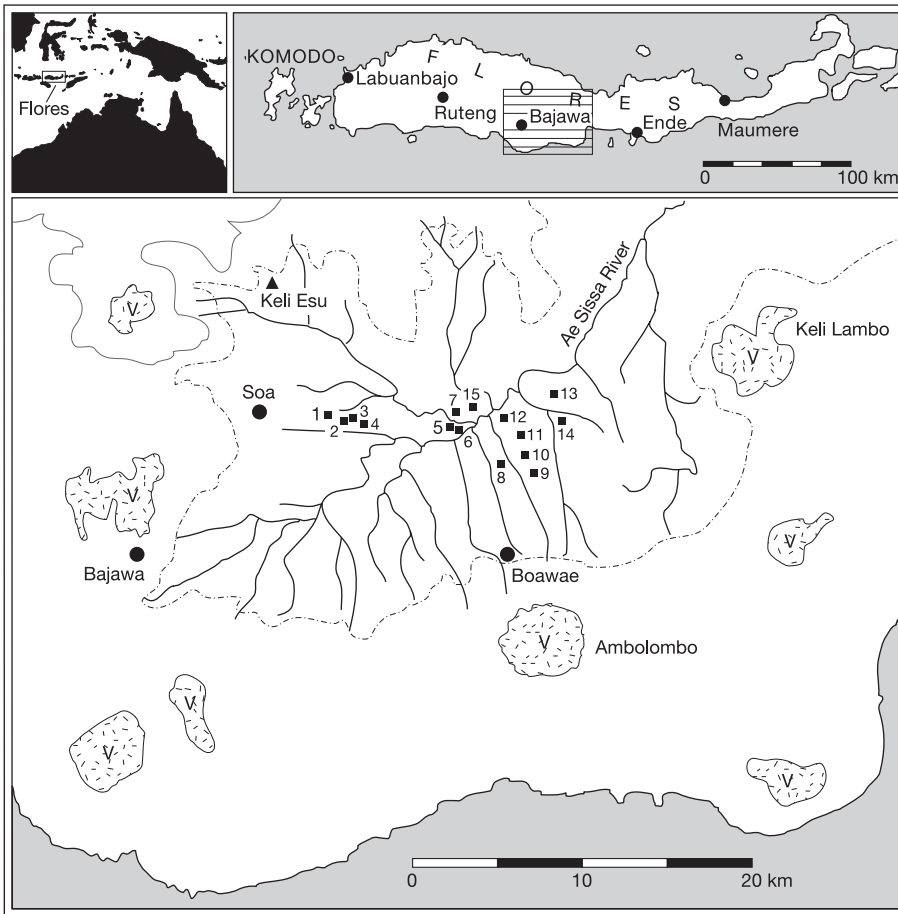 Flores
KOMODO
FLORES
Labuanbajo
Ruteng
Bajawa
Ende
Maumere
0 100 km
Ae Sissa River
Keli Esu
V
Keli Lambo
V
Soa
1
2
3
4
5
6
7
15
8
9
10
11
12
13
14
V
Bajawa
V
Boawae
V
Ambolombo
V
V
V
0 10 20 km